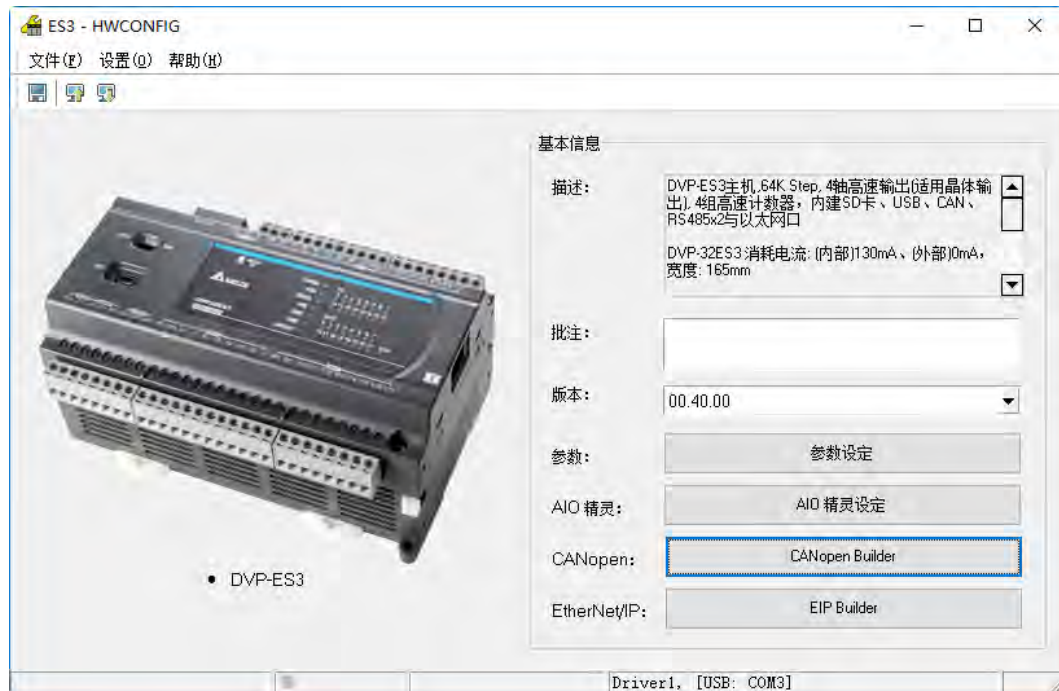 ES3 - HWCONFIG
文件(F) 设置(O) 帮助(H)
基本信息
描述:
DVP-ES3主机,64K Step, 4轴高速输出(适用晶体输
出), 4组高速计数器，内建SD卡、USB、CAN、
RS485x2与以太网口
DVP-32ES3 消耗电流: (内部)130mA、(外部)0mA，
宽度: 165mm
批注:
版本:
00.40.00
参数:
参数设定
AIO 精灵:
AIO 精灵设定
CANopen:
CANopen Builder
EtherNet/IP:
EIP Builder
• DVP-ES3
Driver1, [USB: COM3]